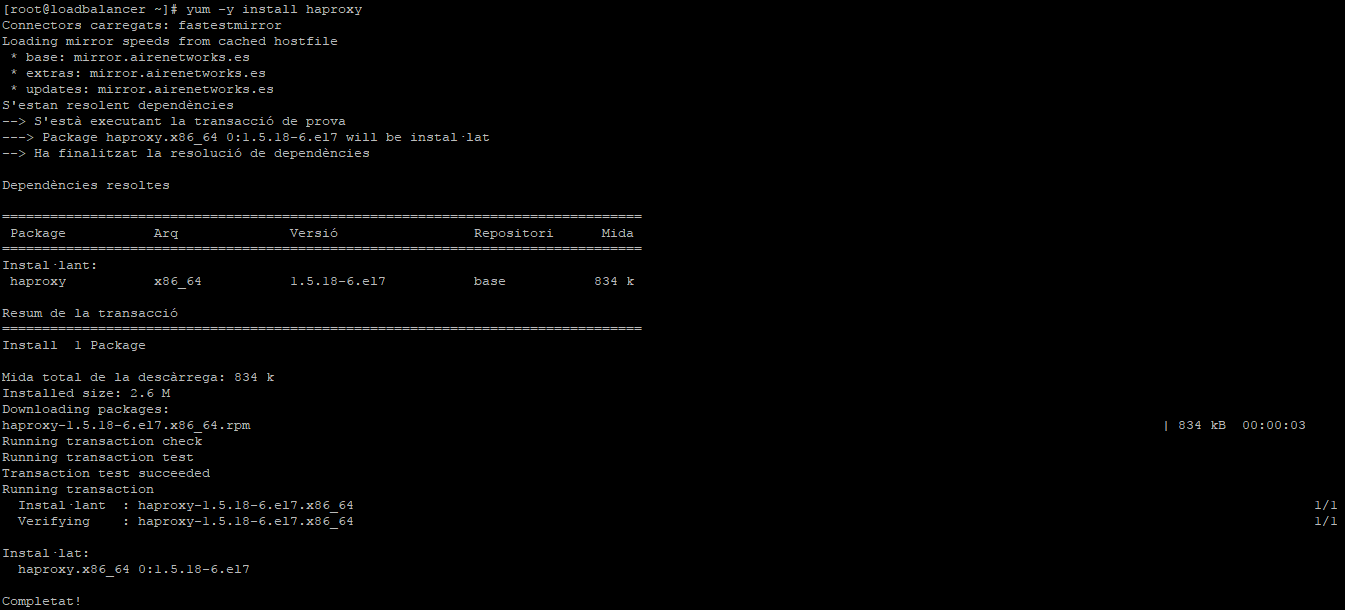 [root@loadbalancer ~]# yum -y install haproxy
Connectors carregats: fastestmirror
Loading mirror speeds from cached hostfile
 * base: mirror.airenetworks.es
 * extras: mirror.airenetworks.es
 * updates: mirror.airenetworks.es
S'estan resolent dependències
--> S'està executant la transacció de prova
---> Package haproxy.x86_64 0:1.5.18-6.el7 will be instal·lat
--> Ha finalitzat la resolució de dependències

Dependències resoltes

================================================================================
 Package           Arq              Versió                 Repositori      Mida
================================================================================
Instal·lant:
 haproxy           x86_64           1.5.18-6.el7           base           834 k

Resum de la transacció
================================================================================
Install  1 Package

Mida total de la descàrrega: 834 k
Installed size: 2.6 M
Downloading packages:
haproxy-1.5.18-6.el7.x86_64.rpm | 834 kB  00:00:03
Running transaction check
Running transaction test
Transaction test succeeded
Running transaction
  Instal·lant  : haproxy-1.5.18-6.el7.x86_64 1/1
  Verifying    : haproxy-1.5.18-6.el7.x86_64 1/1

Instal·lat:
  haproxy.x86_64 0:1.5.18-6.el7

Completat!